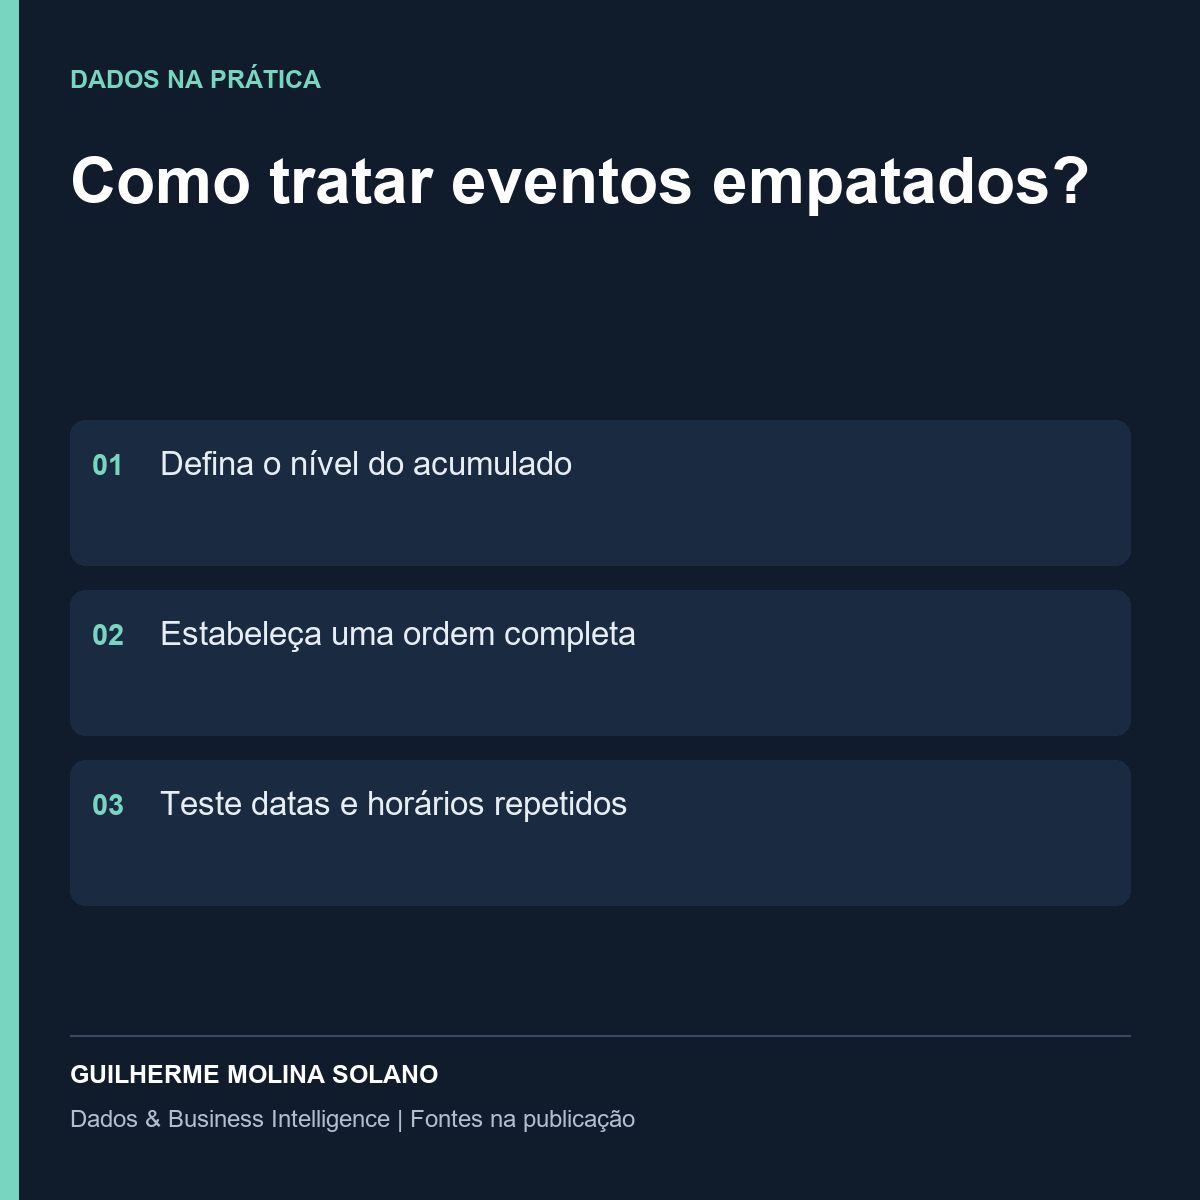 DADOS NA PRÁTICA
Como tratar eventos empatados?
01 Defina o nível do acumulado
02 Estabeleça uma ordem completa
03 Teste datas e horários repetidos
GUILHERME MOLINA SOLANO
Dados & Business Intelligence | Fontes na publicação